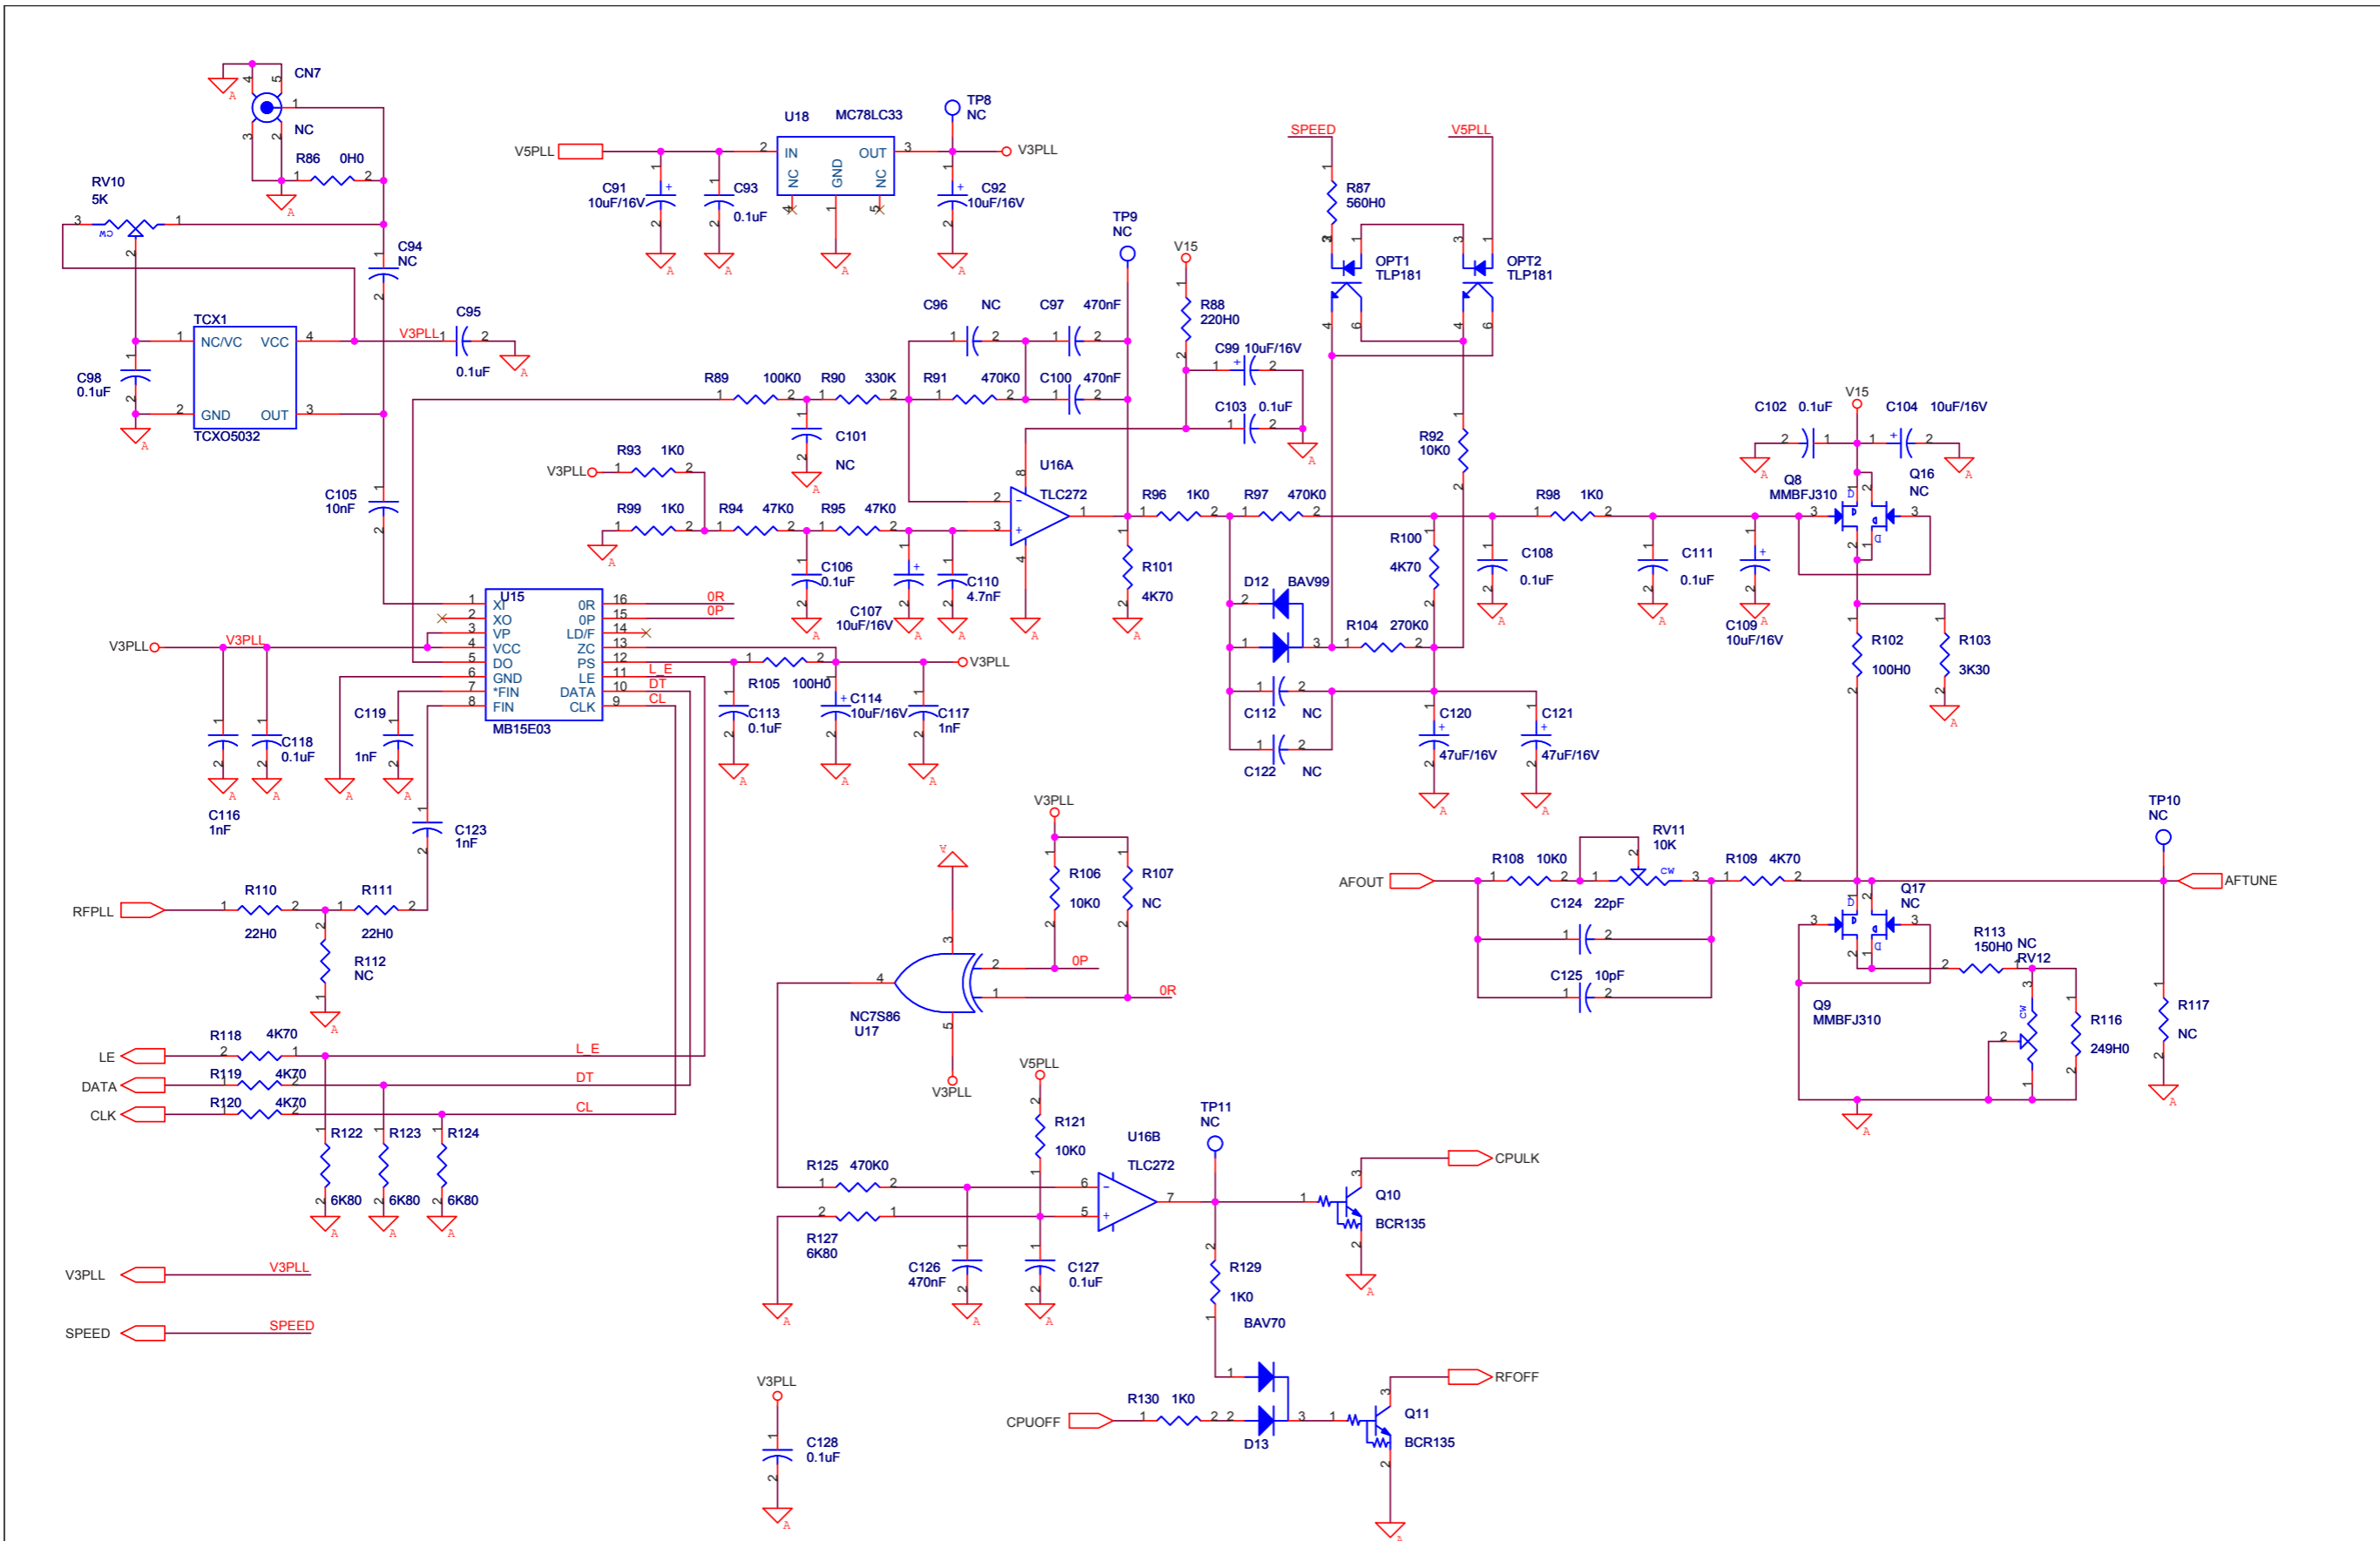 CN7
NC
R86 0H0
RV10
5K
C94
NC
TCX1
NC/VC VCC
GND OUT
TCXO5032
C98
0.1uF
V3PLL
C95
0.1uF
C105
10nF
U18 MC78LC33
IN OUT
NC GND NC
V5PLL
C91
10uF/16V
C93
0.1uF
TP8
NC
V3PLL
C92
10uF/16V
TP9
NC
C96 NC C97 470nF
R89 100K0 R90 330K R91 470K0 C100 470nF
C101
NC
V3PLL
R93 1K0
R99 1K0 R94 47K0 R95 47K0
C106
0.1uF
C107
10uF/16V
C110
4.7nF
U16A
TLC272
V15
R88
220H0
C99 10uF/16V
C103 0.1uF
R96 1K0 R97 470K0
R101
4K70
SPEED
V5PLL
R87
560H0
OPT1
TLP181
OPT2
TLP181
R92
10K0
R98 1K0
R100
4K70
C108
0.1uF
C111
0.1uF
C109
10uF/16V
D12 BAV99
R104 270K0
C112 NC
C122 NC
C120
47uF/16V
C121
47uF/16V
V15
C102 0.1uF
C104 10uF/16V
Q8
MMBFJ310
Q16
NC
R102
100H0
R103
3K30
U15
XI
XO
VP
VCC
DO
GND
*FIN
FIN
0R
0P
LD/F
ZC
PS
LE
DATA
CLK
MB15E03
0R
0P
L_E
DT
CL
V3PLL
V3PLL
C116
1nF
C118
0.1uF
C119
1nF
C123
1nF
R105 100H0
V3PLL
C113
0.1uF
C114
10uF/16V
C117
1nF
RFPLL
R110
22H0
R111
22H0
R112
NC
LE
R118 4K70
L_E
DATA
R119 4K70
DT
CLK
R120 4K70
CL
R122
6K80
R123
6K80
R124
6K80
V3PLL
V3PLL
SPEED
SPEED
V3PLL
R106
10K0
R107
NC
0P
0R
NC7S86
U17
V3PLL
V5PLL
R121
10K0
R125 470K0
R127
6K80
C126
470nF
C127
0.1uF
U16B
TLC272
TP11
NC
Q10
BCR135
CPULK
R129
1K0
BAV70
CPUOFF
R130 1K0
D13
Q11
BCR135
RFOFF
V3PLL
C128
0.1uF
AFOUT
R108 10K0
RV11
10K
R109 4K70
C124 22pF
C125 10pF
TP10
NC
AFTUNE
Q17
NC
Q9
MMBFJ310
R113
150H0
NC
RV12
R116
249H0
R117
NC